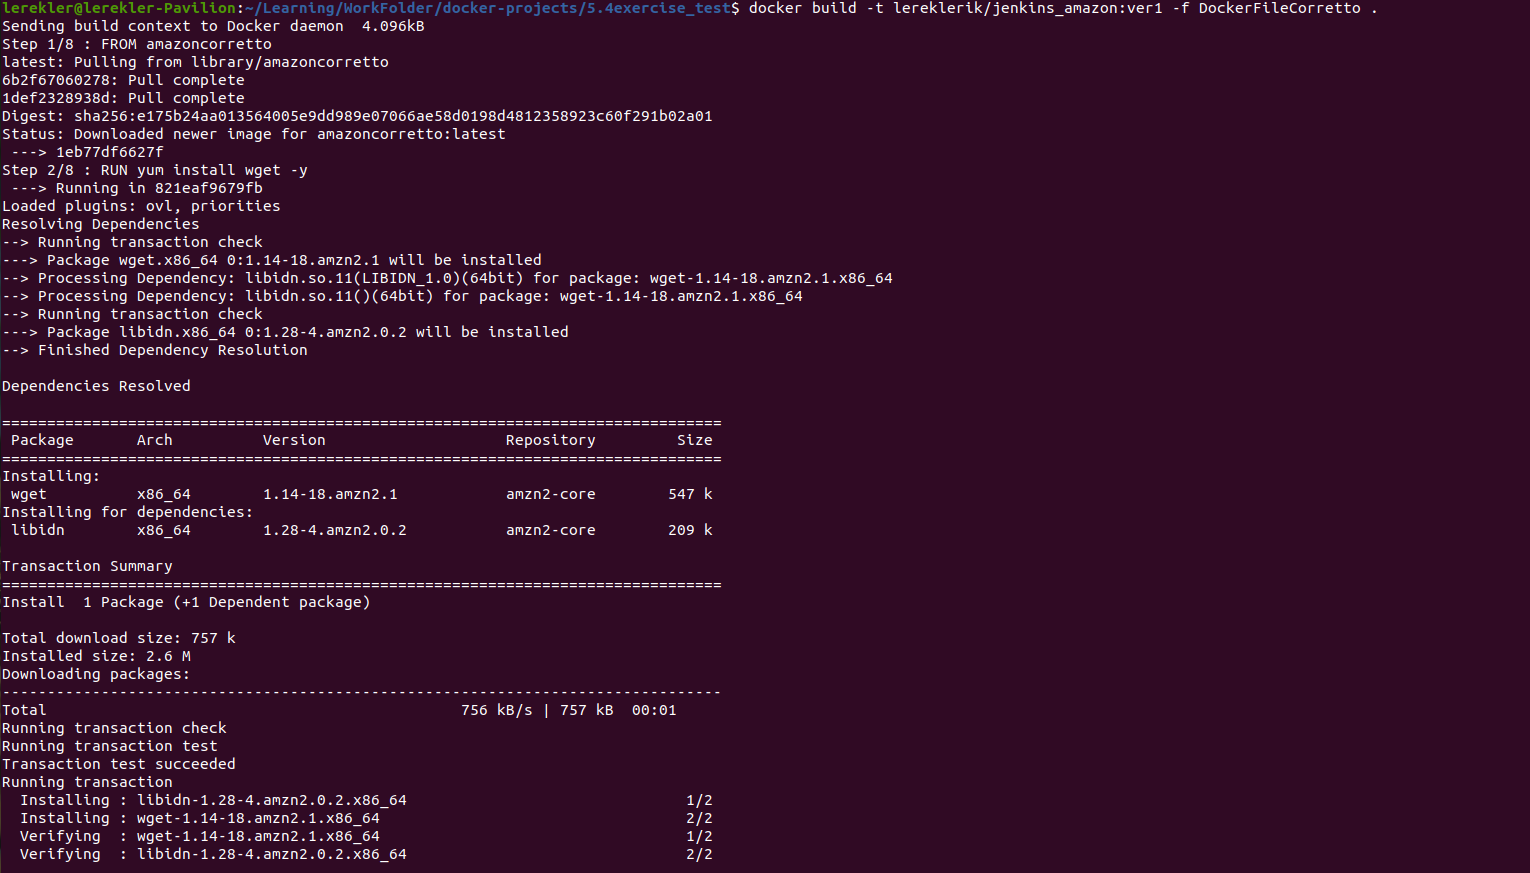 lerekler@lerekler-Pavilion:~/Learning/WorkFolder/docker-projects/5.4exercise_test$ docker build -t lereklerik/jenkins_amazon:ver1 -f DockerFileCorretto .
Sending build context to Docker daemon  4.096kB
Step 1/8 : FROM amazoncorretto
latest: Pulling from library/amazoncorretto
6b2f67060278: Pull complete
1def2328938d: Pull complete
Digest: sha256:e175b24aa013564005e9dd989e07066ae58d0198d4812358923c60f291b02a01
Status: Downloaded newer image for amazoncorretto:latest
 ---> 1eb77df6627f
Step 2/8 : RUN yum install wget -y
 ---> Running in 821eaf9679fb
Loaded plugins: ovl, priorities
Resolving Dependencies
--> Running transaction check
---> Package wget.x86_64 0:1.14-18.amzn2.1 will be installed
--> Processing Dependency: libidn.so.11(LIBIDN_1.0)(64bit) for package: wget-1.14-18.amzn2.1.x86_64
--> Processing Dependency: libidn.so.11()(64bit) for package: wget-1.14-18.amzn2.1.x86_64
--> Running transaction check
---> Package libidn.x86_64 0:1.28-4.amzn2.0.2 will be installed
--> Finished Dependency Resolution
Dependencies Resolved
================================================================================
 Package       Arch          Version                    Repository         Size
================================================================================
Installing:
 wget          x86_64        1.14-18.amzn2.1            amzn2-core        547 k
Installing for dependencies:
 libidn        x86_64        1.28-4.amzn2.0.2           amzn2-core        209 k
Transaction Summary
================================================================================
Install  1 Package (+1 Dependent package)
Total download size: 757 k
Installed size: 2.6 M
Downloading packages:
--------------------------------------------------------------------------------
Total                                              756 kB/s | 757 kB  00:01
Running transaction check
Running transaction test
Transaction test succeeded
Running transaction
  Installing : libidn-1.28-4.amzn2.0.2.x86_64                               1/2
  Installing : wget-1.14-18.amzn2.1.x86_64                                  2/2
  Verifying  : wget-1.14-18.amzn2.1.x86_64                                  1/2
  Verifying  : libidn-1.28-4.amzn2.0.2.x86_64                               2/2